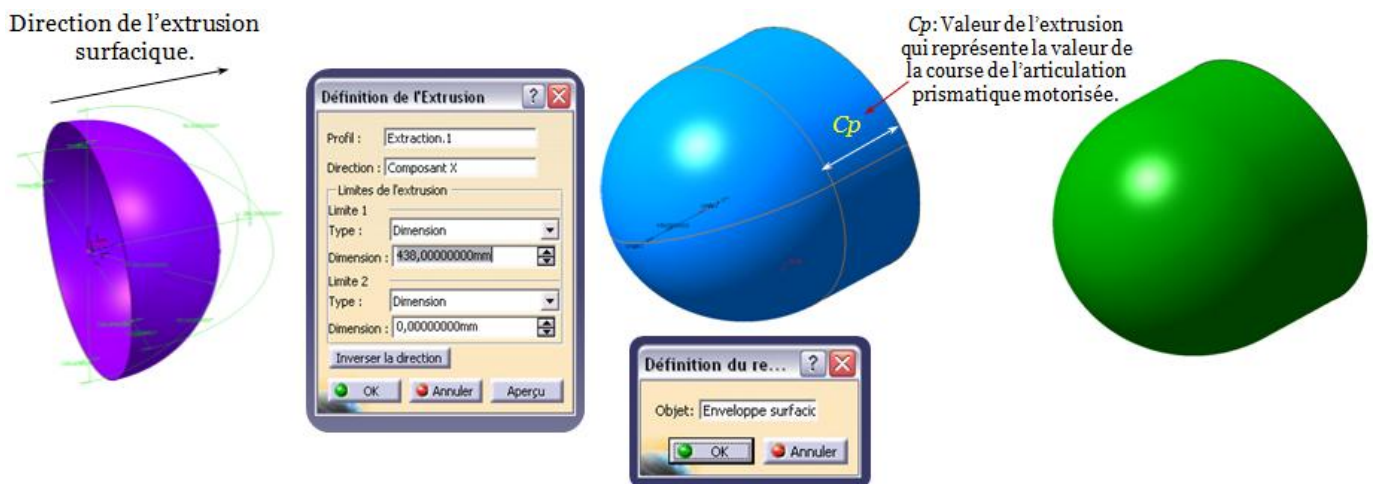 Direction de l'extrusion
surfacique.
Définition de l'Extrusion
Profil : Extraction.1
Direction : Composant X
Limites de l'extrusion
Limite 1
Type : Dimension
Dimension : 438,00000000mm
Limite 2
Type : Dimension
Dimension : 0,00000000mm
Inverser la direction
OK Annuler Aperçu
Cp
Cp: Valeur de l'extrusion
qui représente la valeur de
la course de l'articulation
prismatique motorisée.
Définition du re...
Objet: Enveloppe surfacic
OK Annuler